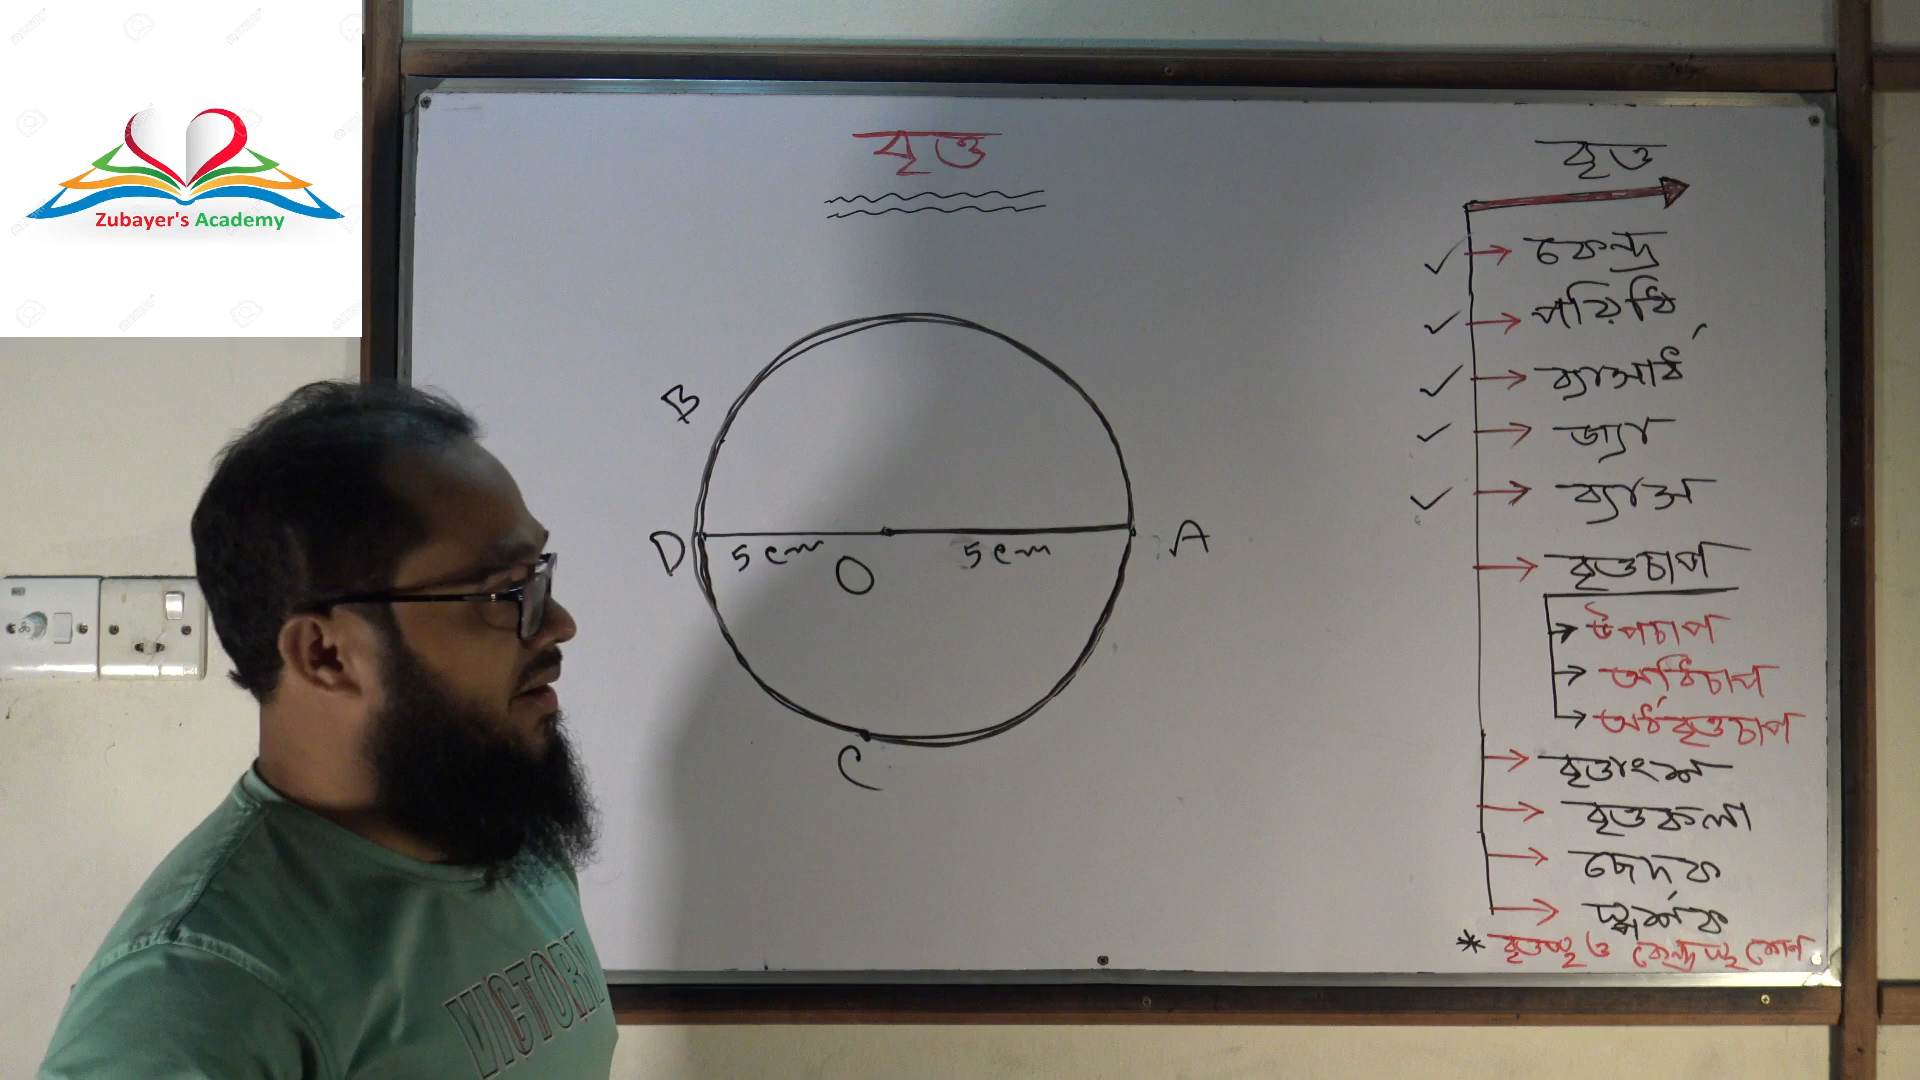 Zubayer's Academy
বৃত্ত
B
D
5 cm
O
5 cm
A
C
বৃত্ত
কেন্দ্র
পরিধি
ব্যাসার্ধ
জ্যা
ব্যাস
বৃত্তচাপ
উপচাপ
অধিচাপ
অর্ধবৃত্তচাপ
বৃত্তাংশ
বৃত্তকলা
ছেদক
স্পর্শক
* বৃত্তস্থ ও কেন্দ্রস্থ কোণ
VICTORY